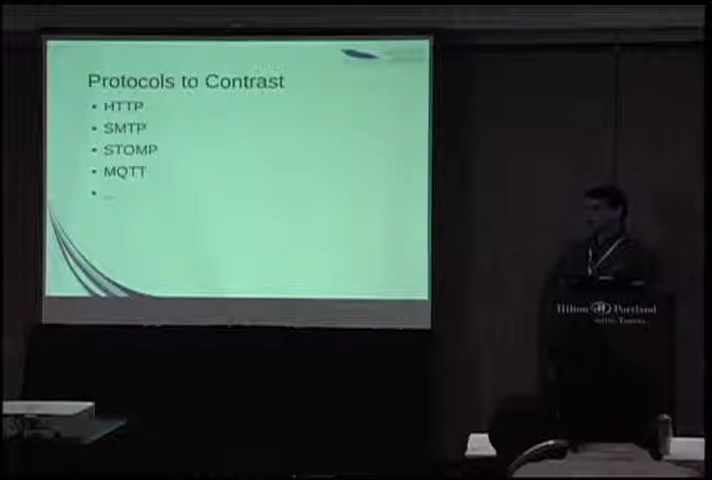 Protocols to Contrast
• HTTP
• SMTP
• STOMP
• MQTT
• ...
Hilton Portland